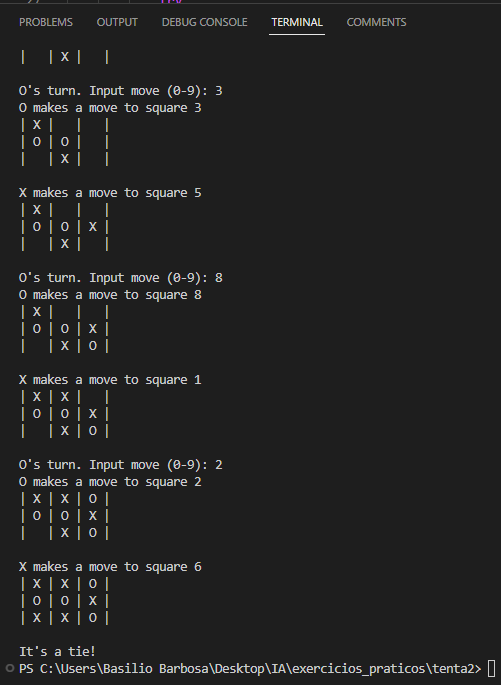 PROBLEMS OUTPUT DEBUG CONSOLE TERMINAL COMMENTS
| | X | |
O's turn. Input move (0-9): 3
O makes a move to square 3
| X | | |
| O | O | |
| | X | |
X makes a move to square 5
| X | | |
| O | O | X |
| | X | |
O's turn. Input move (0-9): 8
O makes a move to square 8
| X | | |
| O | O | X |
| | X | O |
X makes a move to square 1
| X | X | |
| O | O | X |
| | X | O |
O's turn. Input move (0-9): 2
O makes a move to square 2
| X | X | O |
| O | O | X |
| | X | O |
X makes a move to square 6
| X | X | O |
| O | O | X |
| X | X | O |
It's a tie!
PS C:\Users\Basilio Barbosa\Desktop\IA\exercicios_praticos\tenta2>